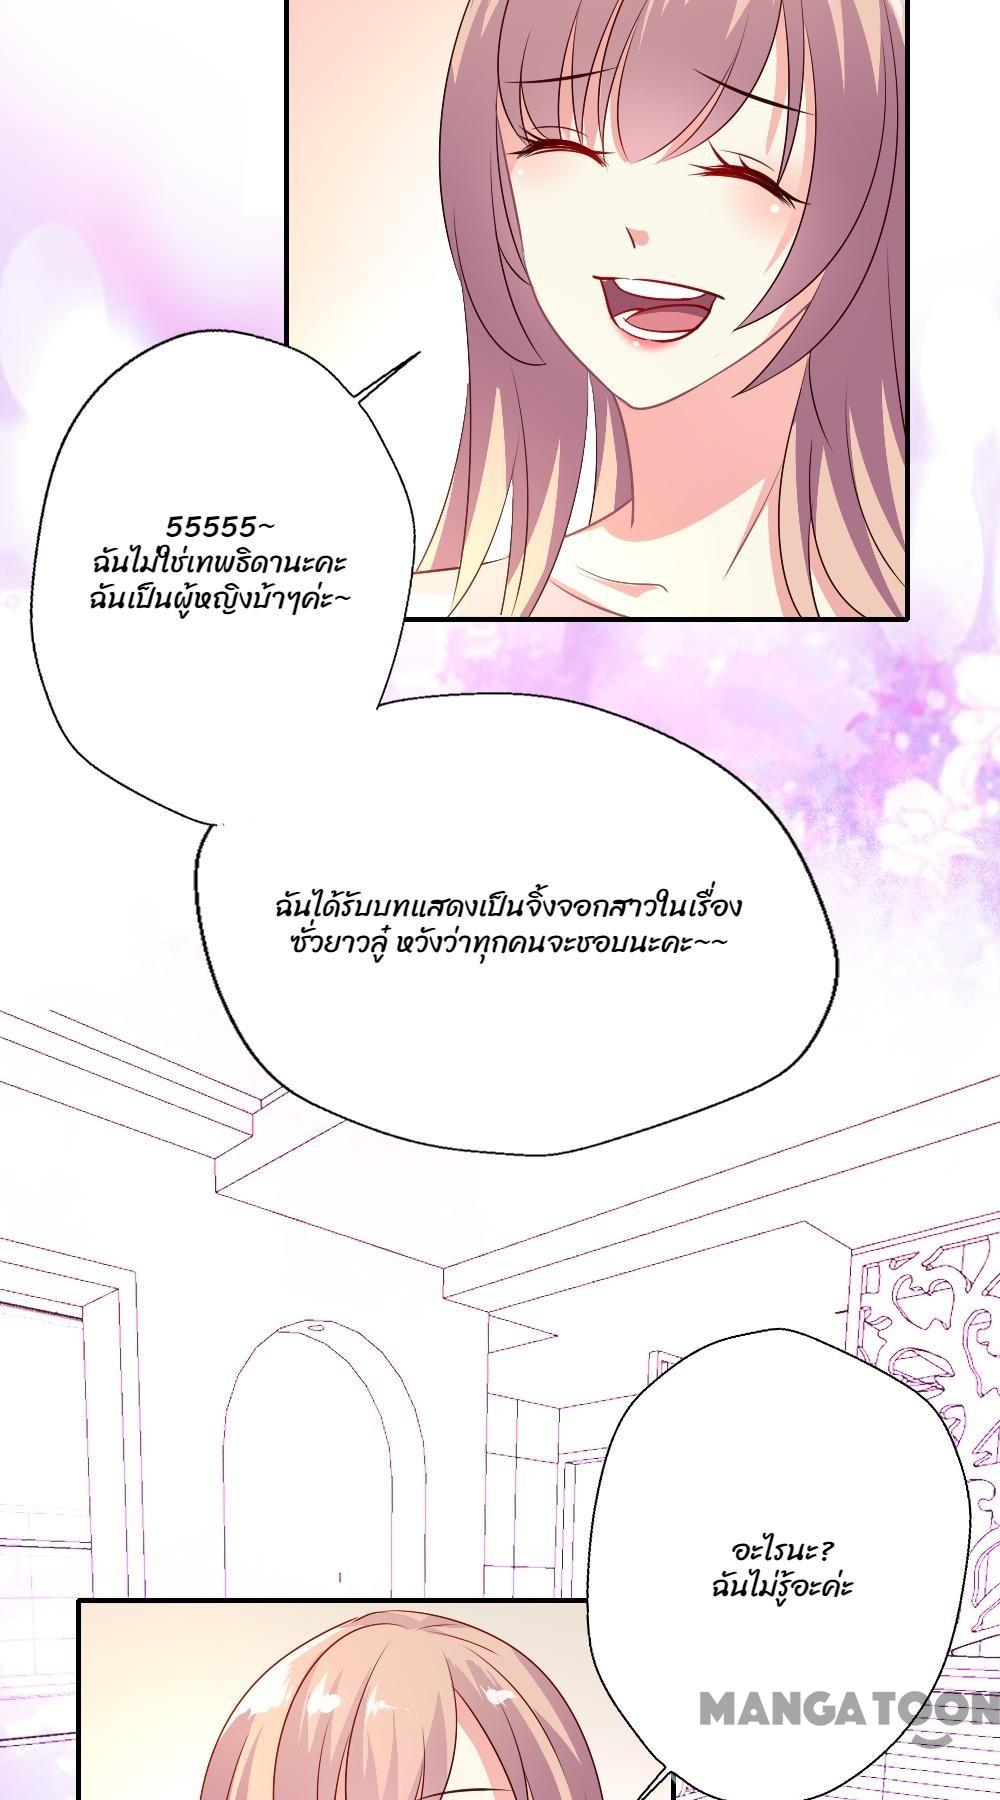 55555~
ฉันไม่ใช่เทพธิดานะคะ
ฉันเป็นผู้หญิงบ้าๆค่ะ~
ฉันได้รับบทแสดงเป็นจิ้งจอกสาวในเรื่อง
ซั่วยาวลู๋ หวังว่าทุกคนจะชอบนะคะ~~
อะไรนะ?
ฉันไม่รู้อะค่ะ
MANGATOON